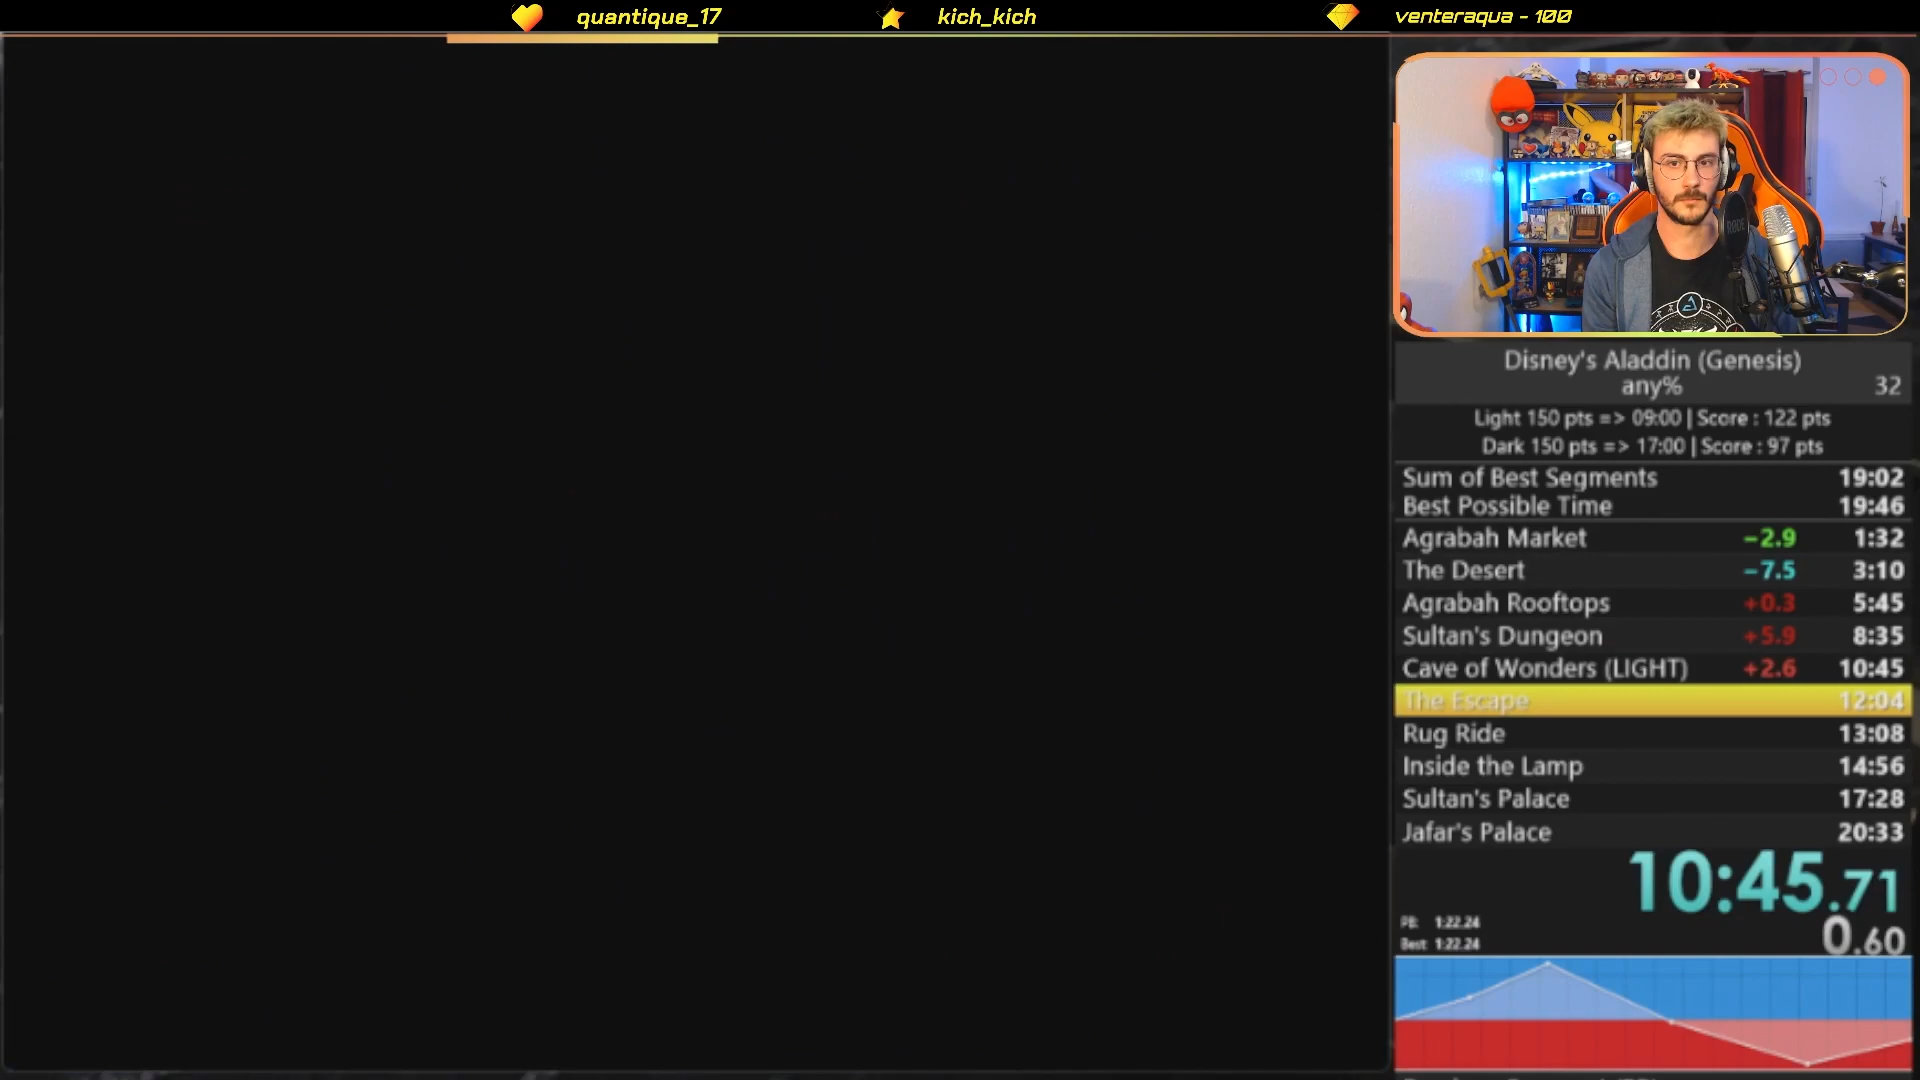 quantique_17
kich_kich
venteraqua - 100
RODE
Disney's Aladdin (Genesis)
any% 32
Light 150 pts => 09:00 | Score : 122 pts
Dark 150 pts => 17:00 | Score : 97 pts
Sum of Best Segments 19:02
Best Possible Time 19:46
Agrabah Market -2.9 1:32
The Desert -7.5 3:10
Agrabah Rooftops +0.3 5:45
Sultan's Dungeon +5.9 8:35
Cave of Wonders (LIGHT) +2.6 10:45
The Escape 12:04
Rug Ride 13:08
Inside the Lamp 14:56
Sultan's Palace 17:28
Jafar's Palace 20:33
10:45.71
PB: 1:22.24
Best: 1:22.24
0.60